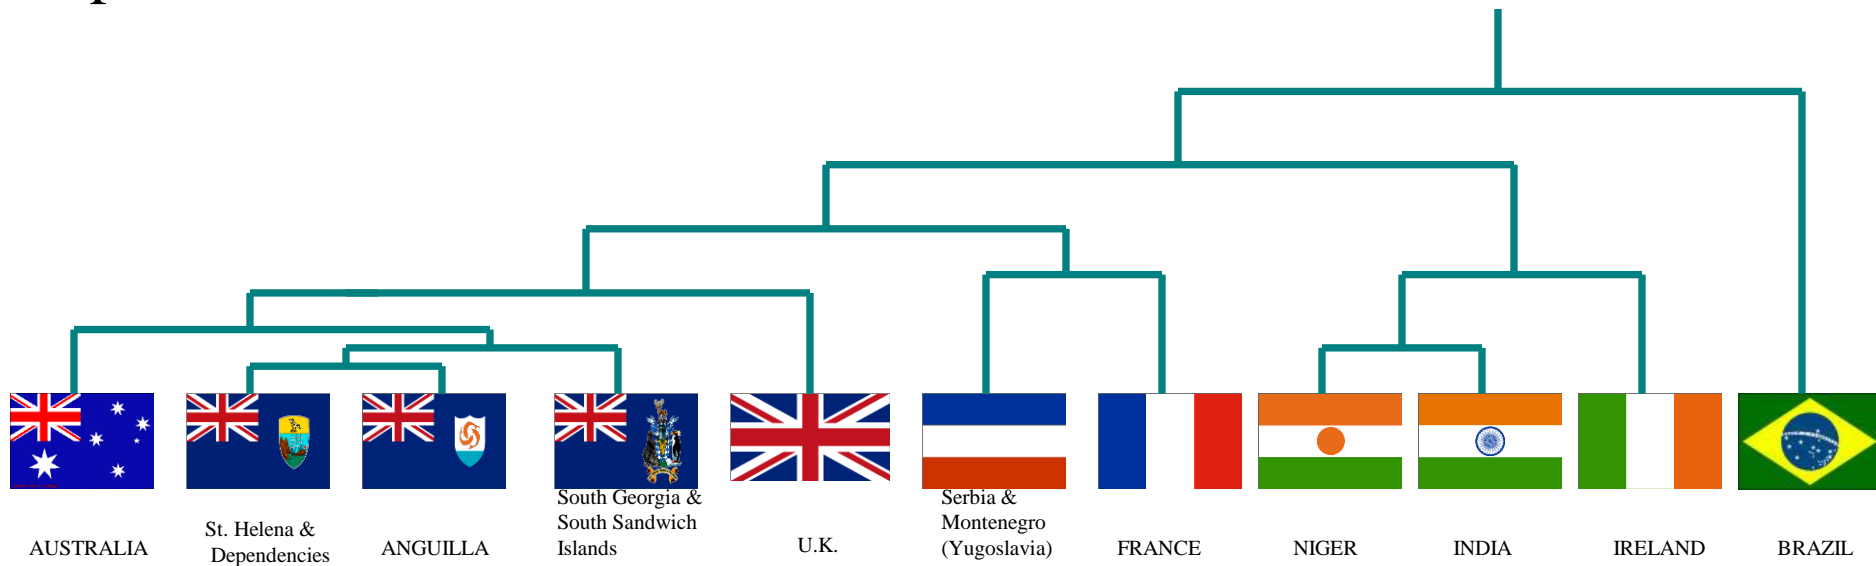 AUSTRALIA
St. Helena &
Dependencies
ANGUILLA
South Georgia &
South Sandwich
Islands
U.K.
Serbia &
Montenegro
(Yugoslavia)
FRANCE
NIGER
INDIA
IRELAND
BRAZIL